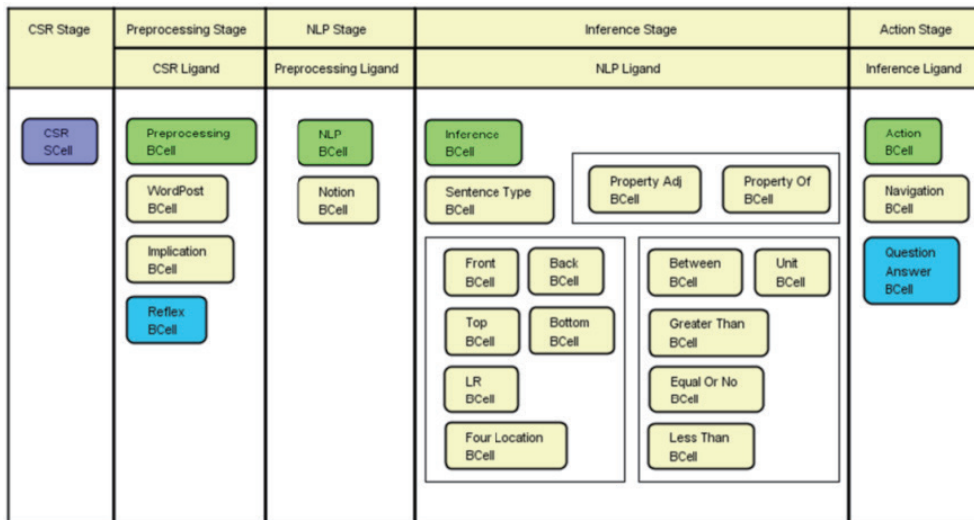 CSR Stage
Preprocessing Stage
NLP Stage
Inference Stage
Action Stage
CSR Ligand
Preprocessing Ligand
NLP Ligand
Inference Ligand
CSR
SCell
Preprocessing
BCell
WordPost
BCell
Implication
BCell
Reflex
BCell
NLP
BCell
Notion
BCell
Inference
BCell
Sentence Type
BCell
Property Adj
BCell
Property Of
BCell
Front
BCell
Back
BCell
Top
BCell
Bottom
BCell
LR
BCell
Four Location
BCell
Between
BCell
Unit
BCell
Greater Than
BCell
Equal Or No
BCell
Less Than
BCell
Action
BCell
Navigation
BCell
Question
Answer
BCell